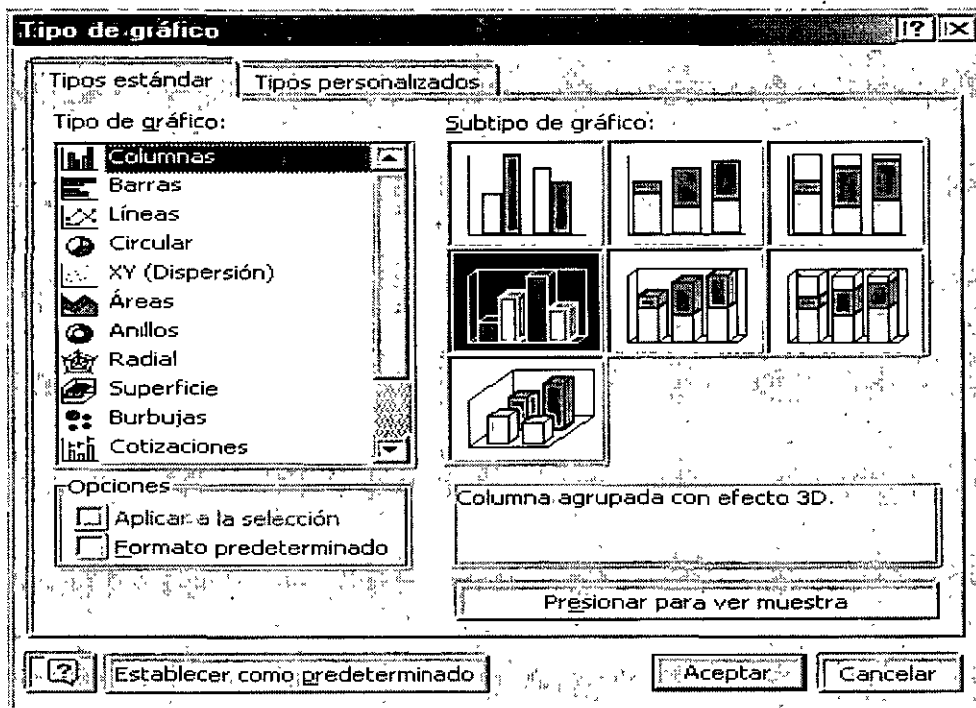 Tipo de gráfico
Tipos estándar
Tipos personalizados
Tipo de gráfico:
Columnas
Barras
Líneas
Circular
XY (Dispersión)
Áreas
Anillos
Radial
Superficie
Burbujas
Cotizaciones
Subtipo de gráfico:
Opciones
Aplicar a la selección
Formato predeterminado
Columna agrupada con efecto 3D.
Presionar para ver muestra
Establecer como predeterminado
Aceptar
Cancelar